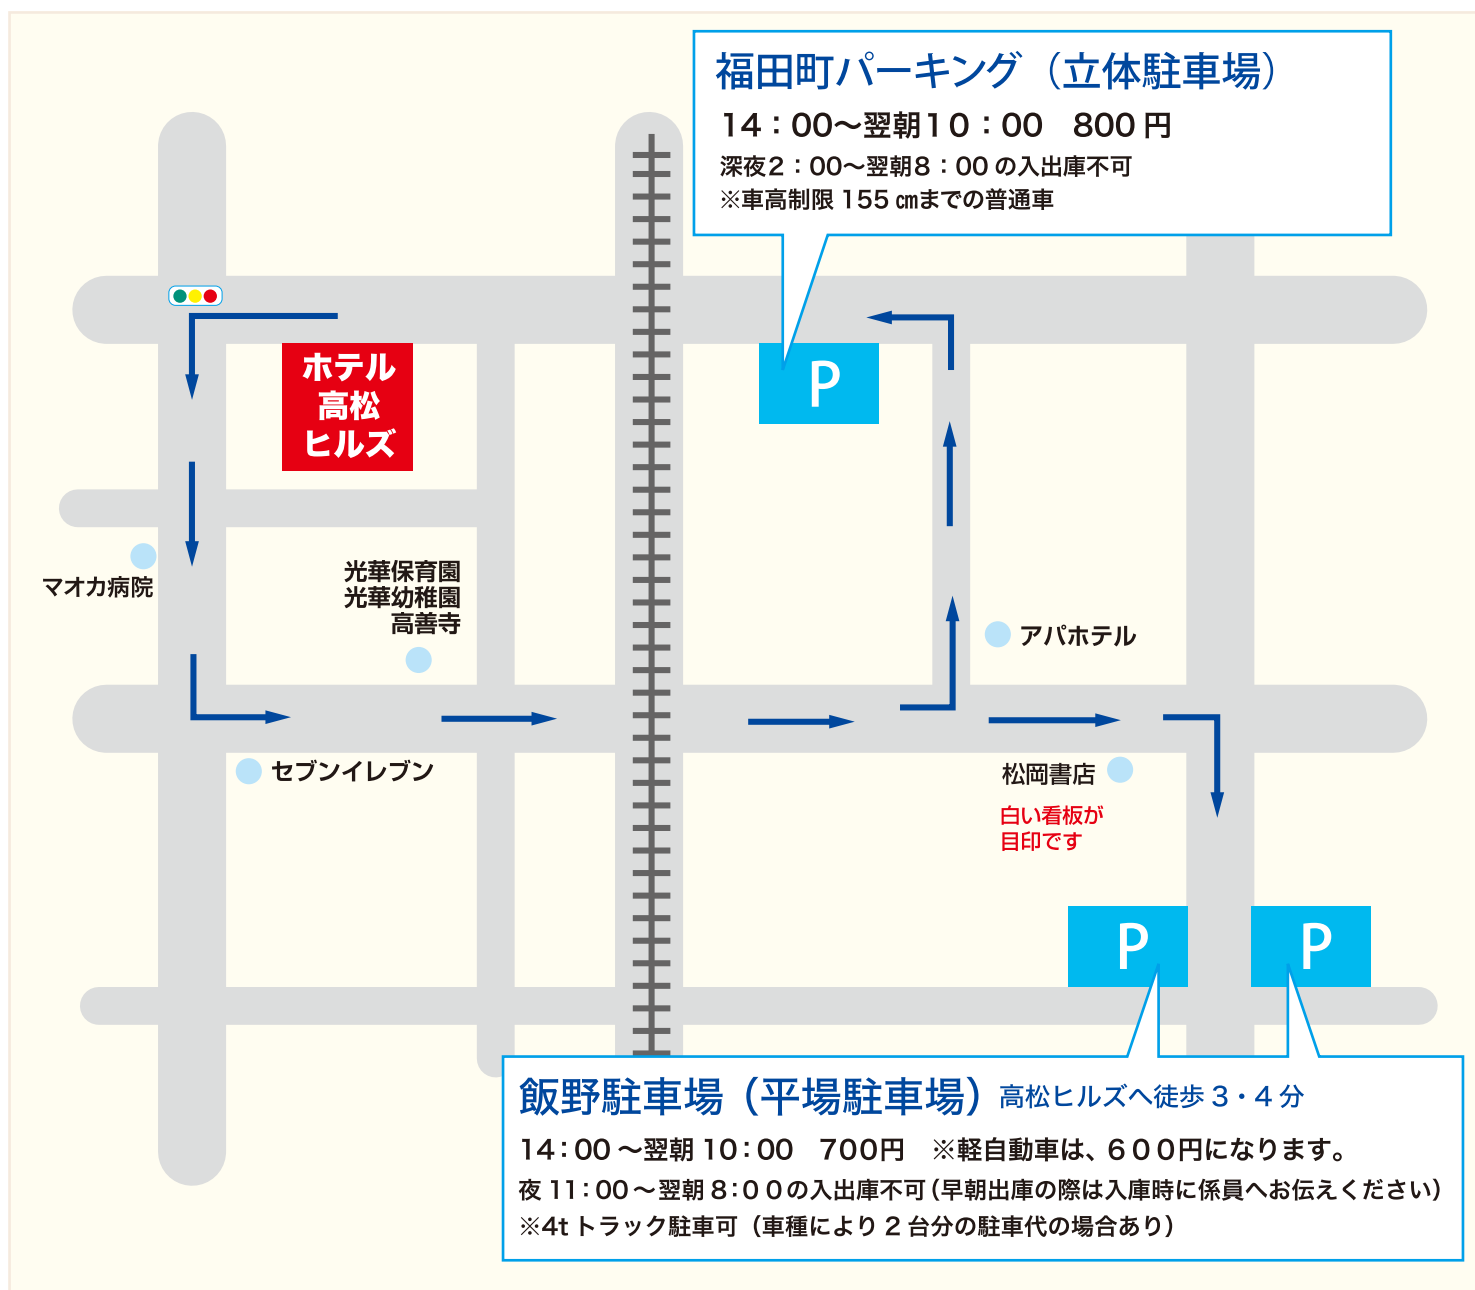 福田町パーキング（立体駐車場）
14：00～翌朝10：00　800円
深夜2：00～翌朝8：00の入出庫不可
※車高制限155㎝までの普通車
P
ホテル
高松
ヒルズ
マオカ病院
光華保育園
光華幼稚園
高善寺
アパホテル
セブンイレブン
松岡書店
白い看板が
目印です
P
P
飯野駐車場（平場駐車場）高松ヒルズへ徒歩3・4分
14：00～翌朝10：00　700円　※軽自動車は、600円になります。
夜11：00～翌朝8：00の入出庫不可（早朝出庫の際は入庫時に係員へお伝えください）
※4tトラック駐車可（車種により2台分の駐車代の場合あり）